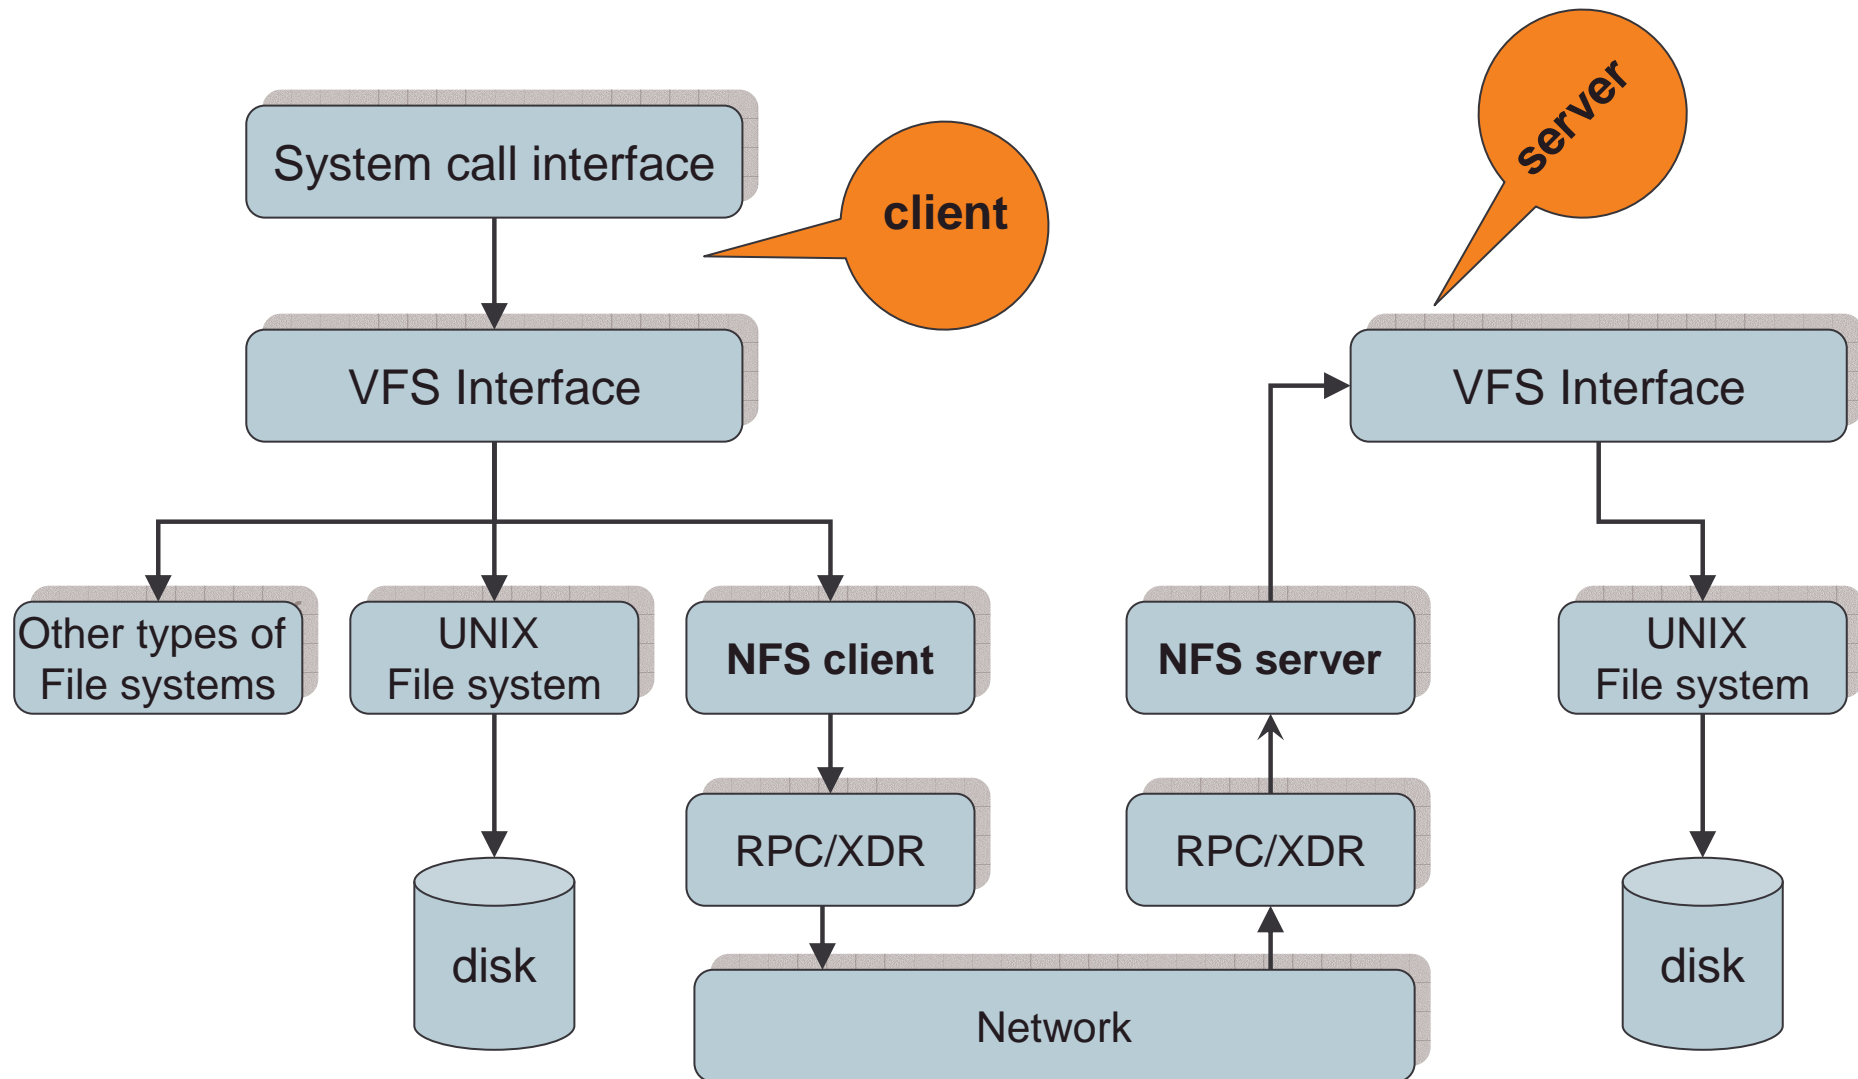 System call interface
client
server
VFS Interface
VFS Interface
Other types of
File systems
UNIX
File system
NFS client
NFS server
UNIX
File system
RPC/XDR
RPC/XDR
disk
disk
Network